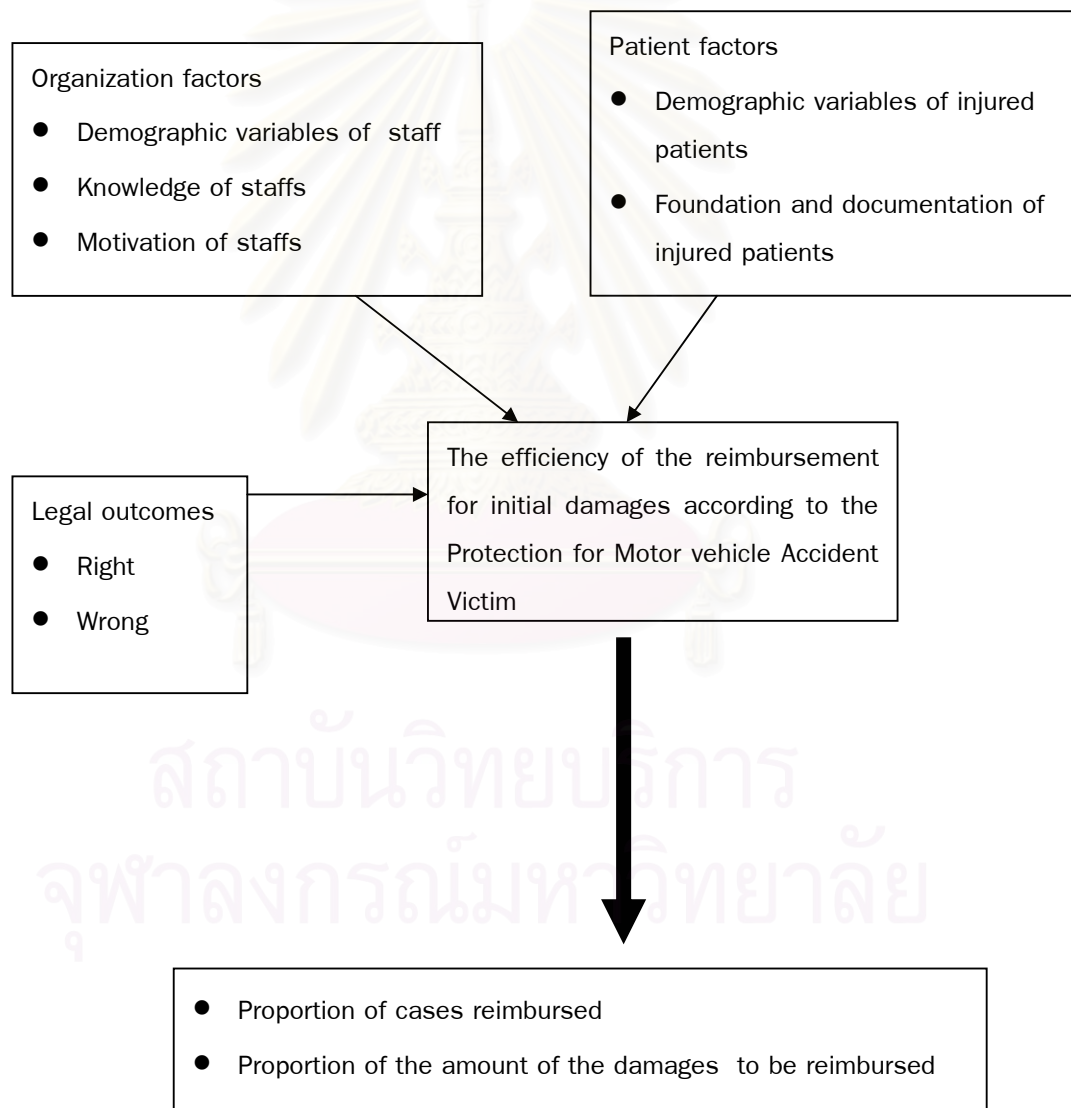 Organization factors
● Demographic variables of staff
● Knowledge of staffs
● Motivation of staffs
Patient factors
● Demographic variables of injured
patients
● Foundation and documentation of
injured patients
Legal outcomes
● Right
● Wrong
The efficiency of the reimbursement
for initial damages according to the
Protection for Motor vehicle Accident
Victim
สถาบันวิทยบริการ
จุฬาลงกรณ์มหาวิทยาลัย
● Proportion of cases reimbursed
● Proportion of the amount of the damages to be reimbursed